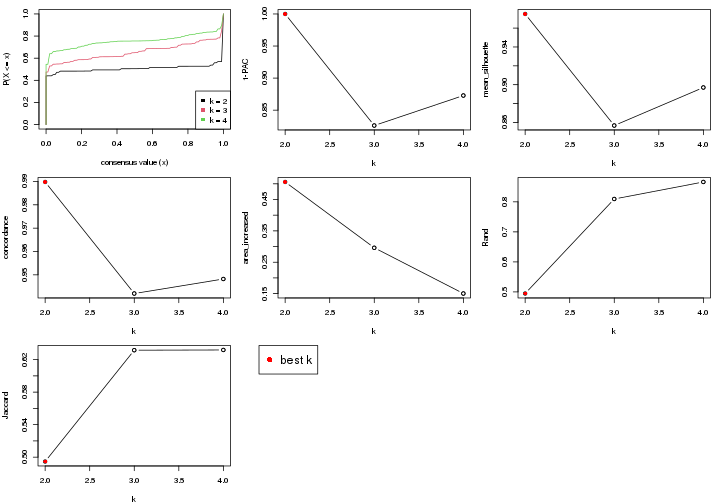 P(X <= x)
0.0 0.2 0.4 0.6 0.8 1.0
k = 2
k = 3
k = 4
0.0 0.2 0.4 0.6 0.8 1.0
consensus value (x)
1-PAC
0.85 0.90 0.95 1.00
2.0 2.5 3.0 3.5 4.0
k
mean_silhouette
0.86 0.90 0.94
2.0 2.5 3.0 3.5 4.0
k
concordance
0.95 0.96 0.97 0.98 0.99
2.0 2.5 3.0 3.5 4.0
k
area_increased
0.15 0.25 0.35 0.45
2.0 2.5 3.0 3.5 4.0
k
Rand
0.5 0.6 0.7 0.8
2.0 2.5 3.0 3.5 4.0
k
Jaccard
0.50 0.54 0.58 0.62
2.0 2.5 3.0 3.5 4.0
k
best k